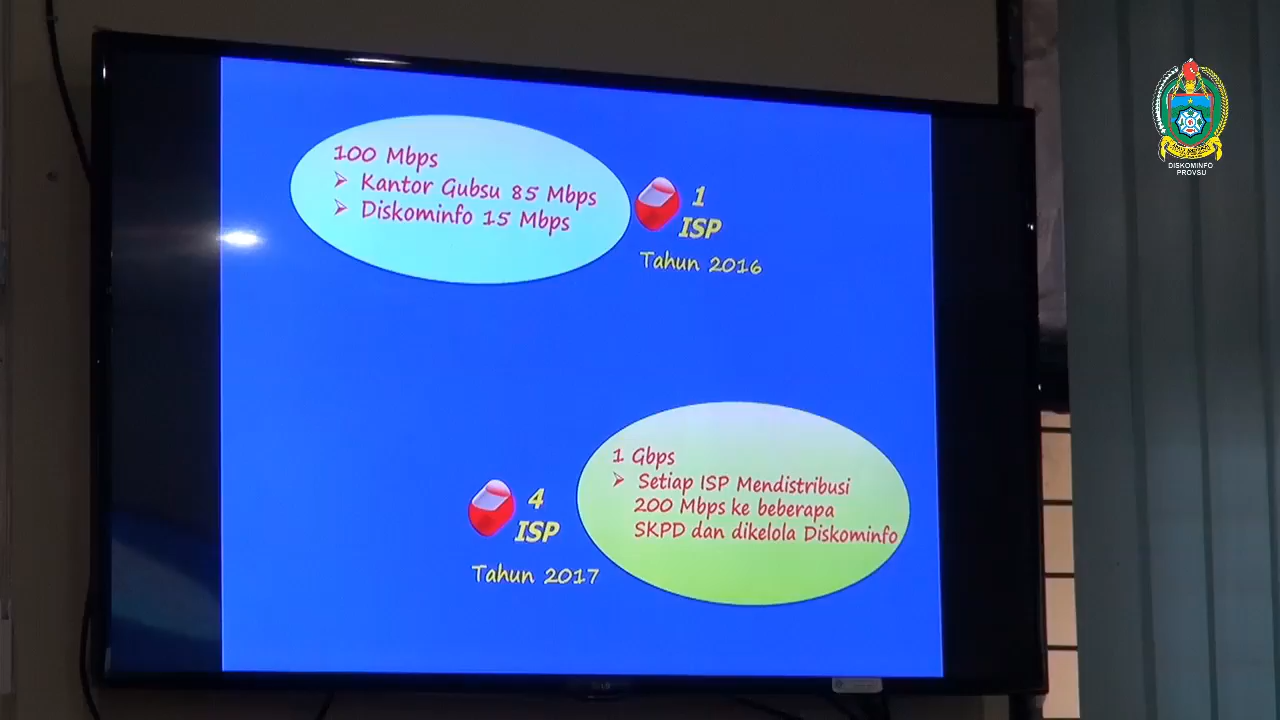 100 Mbps
➢ Kantor Gubsu 85 Mbps
➢ Diskominfo 15 Mbps
1
ISP
Tahun 2016
1 Gbps
➢ Setiap ISP Mendistribusi
200 Mbps ke beberapa
SKPD dan dikelola Diskominfo
4
ISP
Tahun 2017
DISKOMINFO
PROVSU